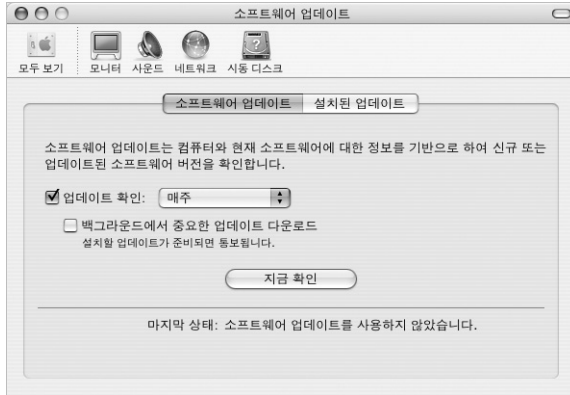 소프트웨어 업데이트
모두 보기 모니터 사운드 네트워크 시동 디스크
소프트웨어 업데이트 설치된 업데이트
소프트웨어 업데이트는 컴퓨터와 현재 소프트웨어에 대한 정보를 기반으로 하여 신규 또는
업데이트된 소프트웨어 버전을 확인합니다.
업데이트 확인: 매주
백그라운드에서 중요한 업데이트 다운로드
설치할 업데이트가 준비되면 통보됩니다.
지금 확인
마지막 상태: 소프트웨어 업데이트를 사용하지 않았습니다.